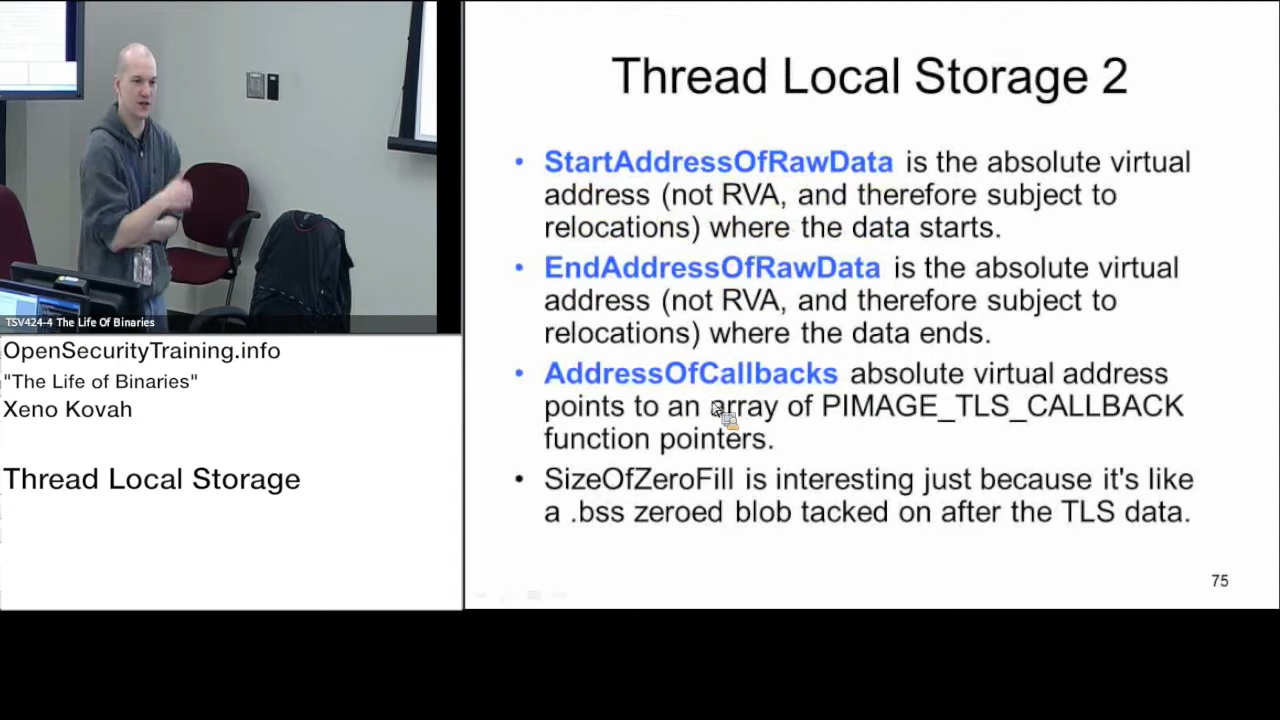 TSV424-4 The Life Of Binaries
OpenSecurityTraining.info
"The Life of Binaries"
Xeno Kovah
Thread Local Storage
Thread Local Storage 2
• StartAddressOfRawData is the absolute virtual
address (not RVA, and therefore subject to
relocations) where the data starts.
• EndAddressOfRawData is the absolute virtual
address (not RVA, and therefore subject to
relocations) where the data ends.
• AddressOfCallbacks absolute virtual address
points to an array of PIMAGE_TLS_CALLBACK
function pointers.
• SizeOfZeroFill is interesting just because it's like
a .bss zeroed blob tacked on after the TLS data.
75